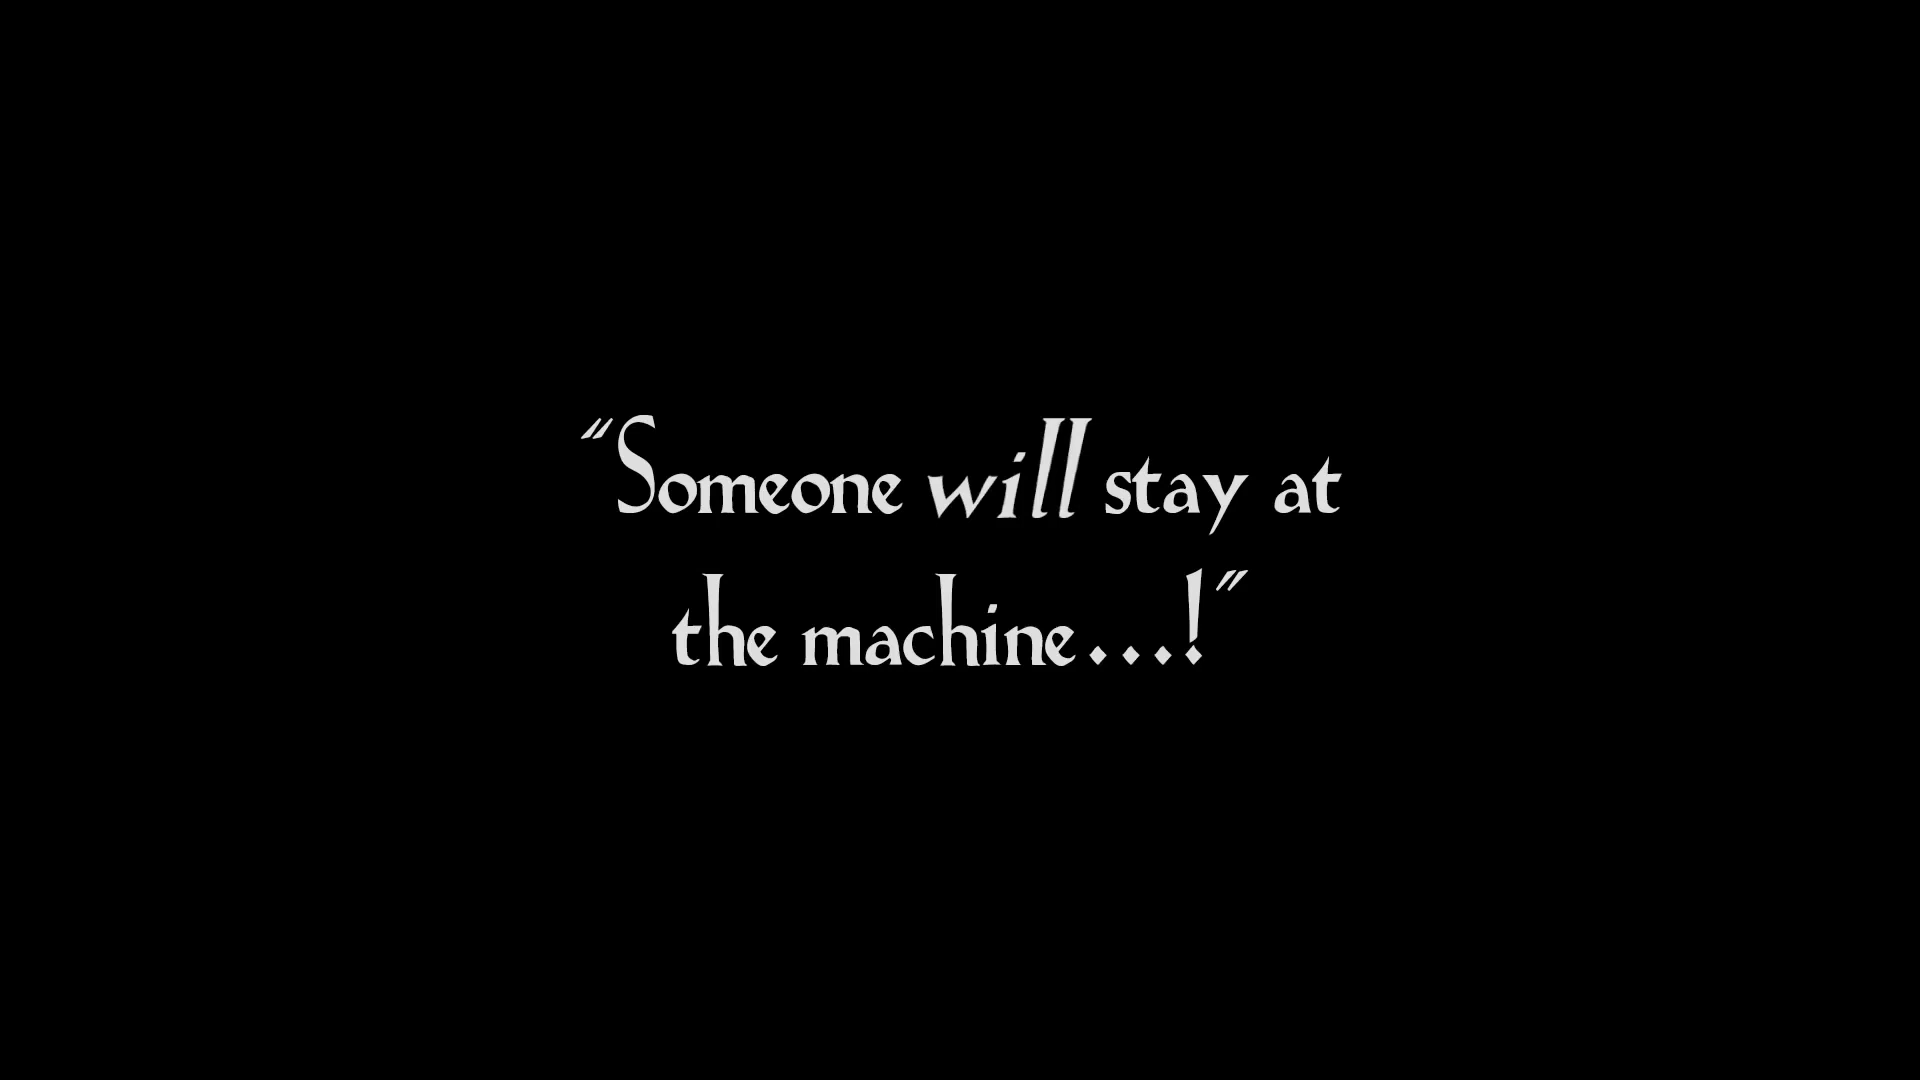 “Someone will stay at
the machine...!”